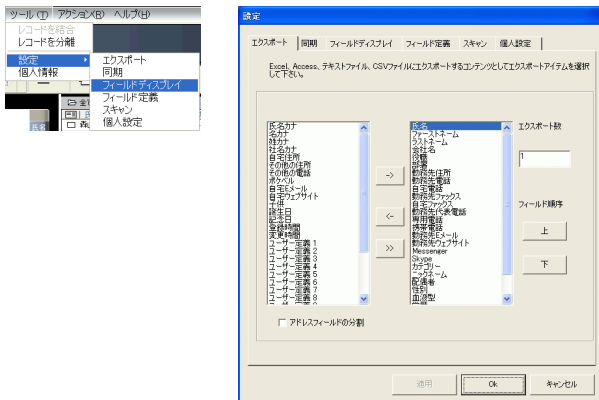 ツール(T) アクション(B) ヘルプ(H)
レコードを結合
レコードを分離
設定
個人情報
エクスポート
同期
フィールドディスプレイ
フィールド定義
スキャン
個人設定
設定
エクスポート 同期 フィールドディスプレイ フィールド定義 スキャン 個人設定
Excel、Access、テキストファイル、CSVファイルにエクスポートするコンテンツとしてエクスポートアイテムを選択
して下さい。
氏名カナ
名カナ
姓カナ
社名カナ
自宅住所
その他の住所
その他の電話
ポケベル
自宅Eメール
自宅ウェブサイト
子供
誕生日
記念日
登録時間
変更時間
ユーザー定義 1
ユーザー定義 2
ユーザー定義 3
ユーザー定義 4
ユーザー定義 5
ユーザー定義 6
ユーザー定義 7
ユーザー定義 8
->
<-
>>
氏名
ファーストネーム
ラストネーム
会社名
役職
部署
勤務先住所
勤務先電話
自宅電話
勤務先ファックス
自宅ファックス
勤務先代表電話
専用電話
携帯電話
勤務先Eメール
勤務先ウェブサイト
Messenger
Skype
カテゴリー
ニックネーム
配偶者
性別
血液型
エクスポート数
1
フィールド順序
上
下
アドレスフィールドの分割
適用 Ok キャンセル